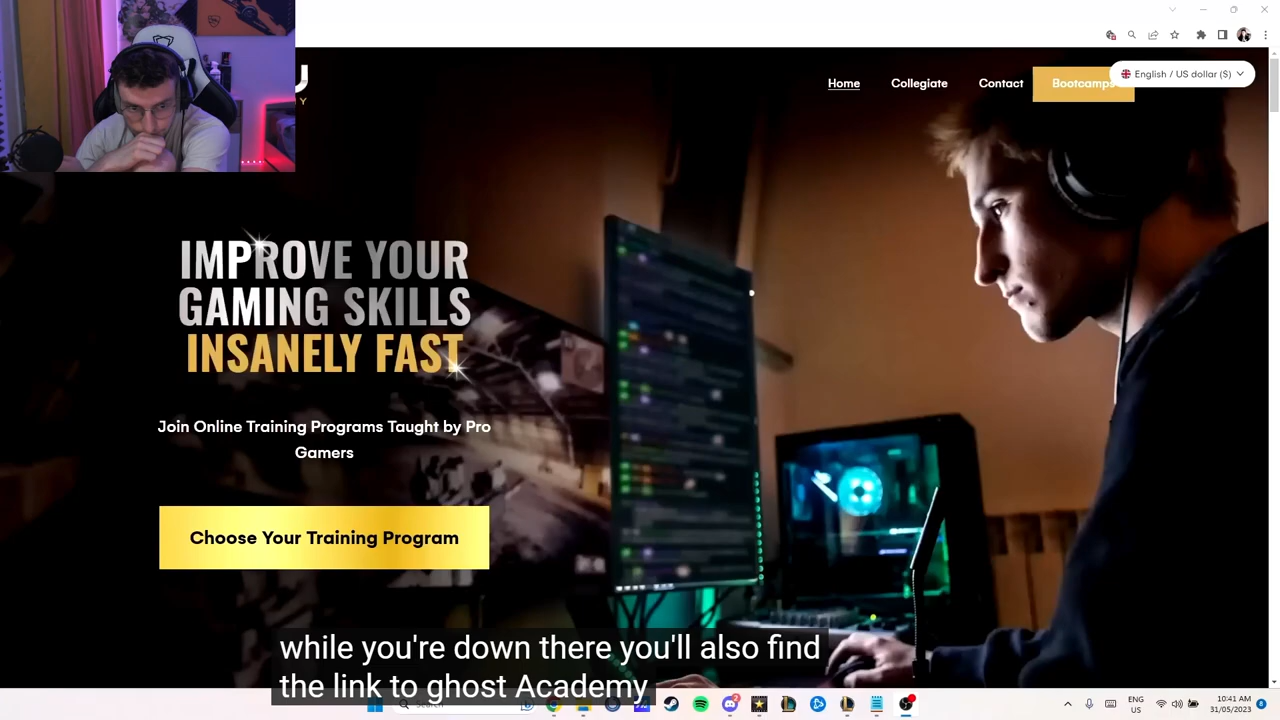 Home
Collegiate
Contact
Bootcamps
English / US dollar ($)
IMPROVE YOUR
GAMING SKILLS
INSANELY FAST
Join Online Training Programs Taught by Pro
Gamers
Choose Your Training Program
while you're down there you'll also find
the link to ghost Academy
Search
ENG
US
10:41 AM
31/05/2023